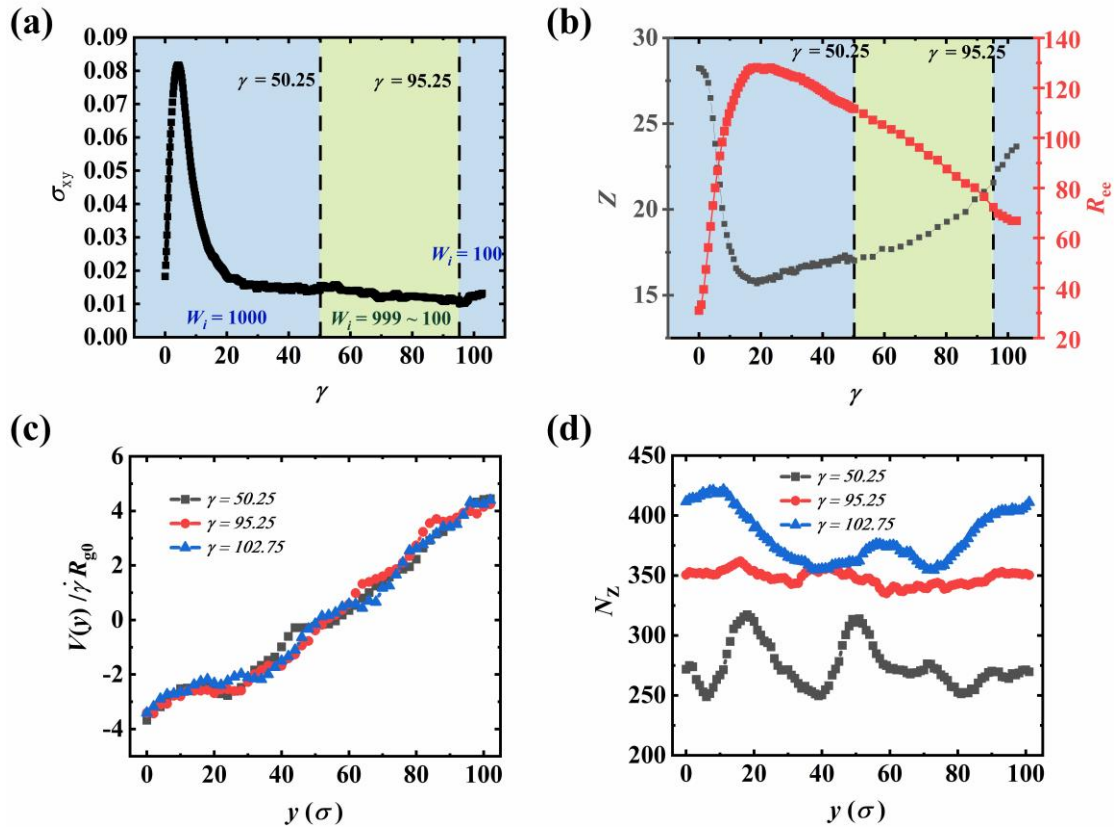 (a)
0.09
0.08
0.07
0.06
0.05
0.04
0.03
0.02
0.01
0.00
σxy
γ = 50.25
γ = 95.25
Wi = 100
Wi = 1000
Wi = 999 ~ 100
0 20 40 60 80 100
γ
(b)
30
25
20
15
Z
γ = 50.25
γ = 95.25
140
120
100
80
60
40
20
Ree
0 20 40 60 80 100
γ
(c)
6
4
2
0
-2
-4
V(y) / γ̇ Rg0
γ = 50.25
γ = 95.25
γ = 102.75
0 20 40 60 80 100
y (σ)
(d)
450
400
350
300
250
200
NZ
γ = 50.25
γ = 95.25
γ = 102.75
0 20 40 60 80 100
y (σ)